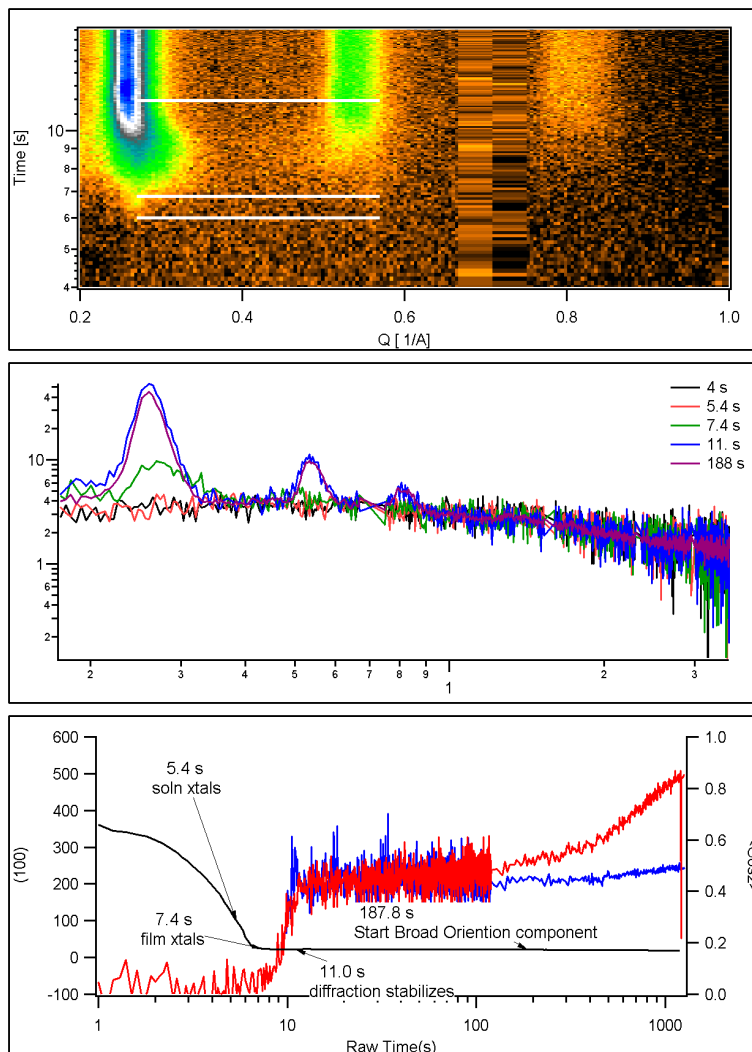 10
9
8
7
6
5
4
Time [s]
0.2 0.4 0.6 0.8 1.0
Q [ 1/A]
4 s
5.4 s
7.4 s
11. s
188 s
4
2
10
8
6
4
2
1
8
6
4
2
2 3 4 5 6 7 8 9 2 3
1
600
500
400
300
200
100
0
-100
(100)
1.0
0.8
0.6
0.4
0.2
0.0
5.4 s
soln xtals
7.4 s
film xtals
187.8 s
Start Broad Oriention component
11.0 s
diffraction stabilizes
1 10 100 1000
Raw Time(s)